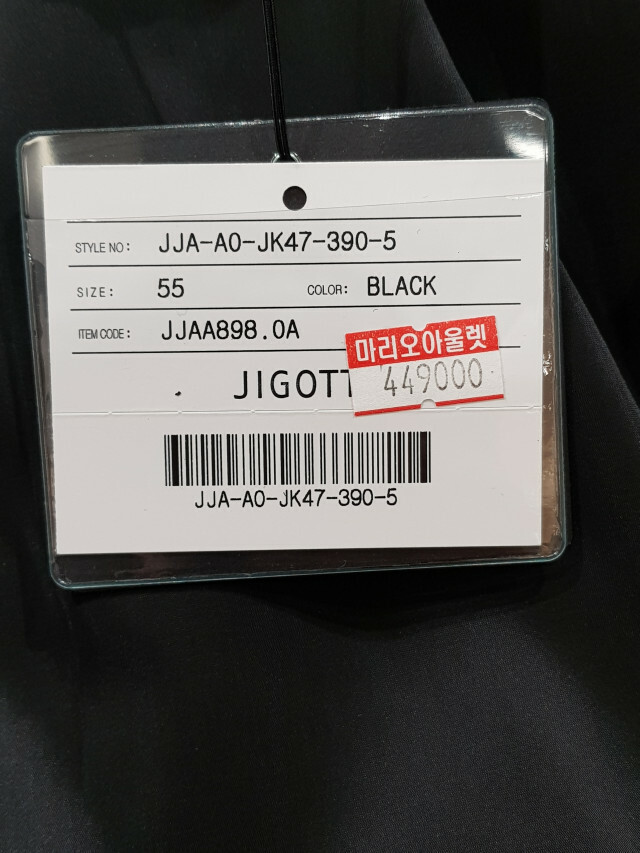 STYLE NO: JJA-A0-JK47-390-5
SIZE: 55 COLOR: BLACK
ITEM CODE: JJAA898.0A
마리오아울렛
449000
JIGOTT
JJA-A0-JK47-390-5